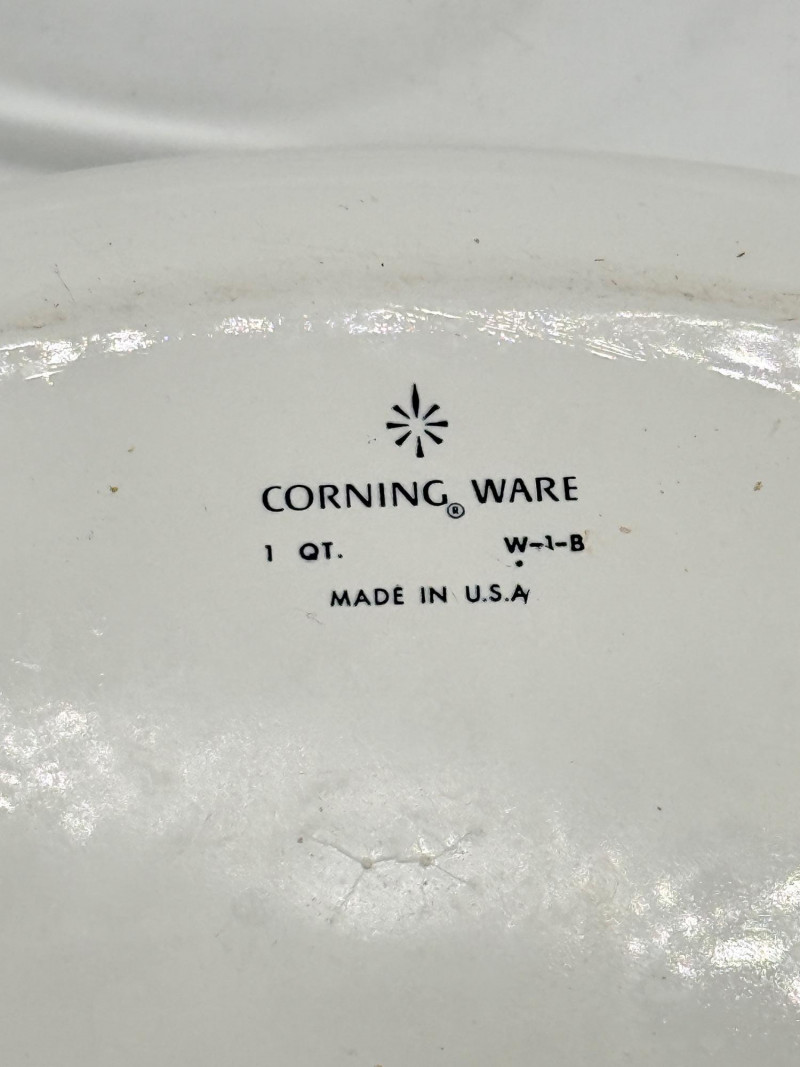 CORNING® WARE
1 QT. W-1-B
MADE IN U.S.A